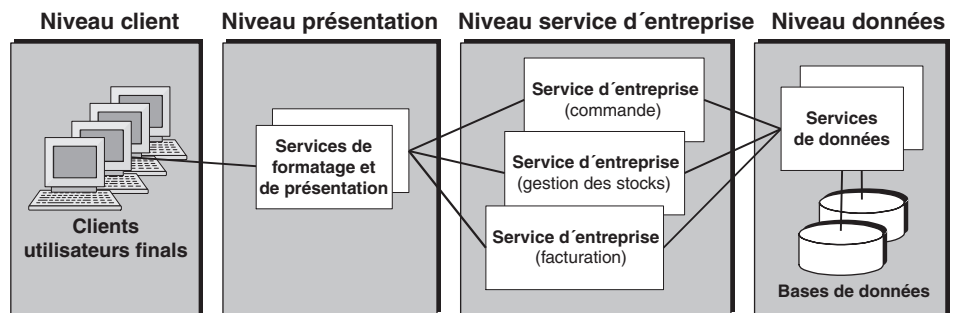 Niveau client
Niveau présentation
Niveau service d´entreprise
Niveau données
Clients
utilisateurs finals
Services de
formatage et
de présentation
Service d´entreprise
(commande)
Service d´entreprise
(gestion des stocks)
Service d´entreprise
(facturation)
Services
de données
Bases de données